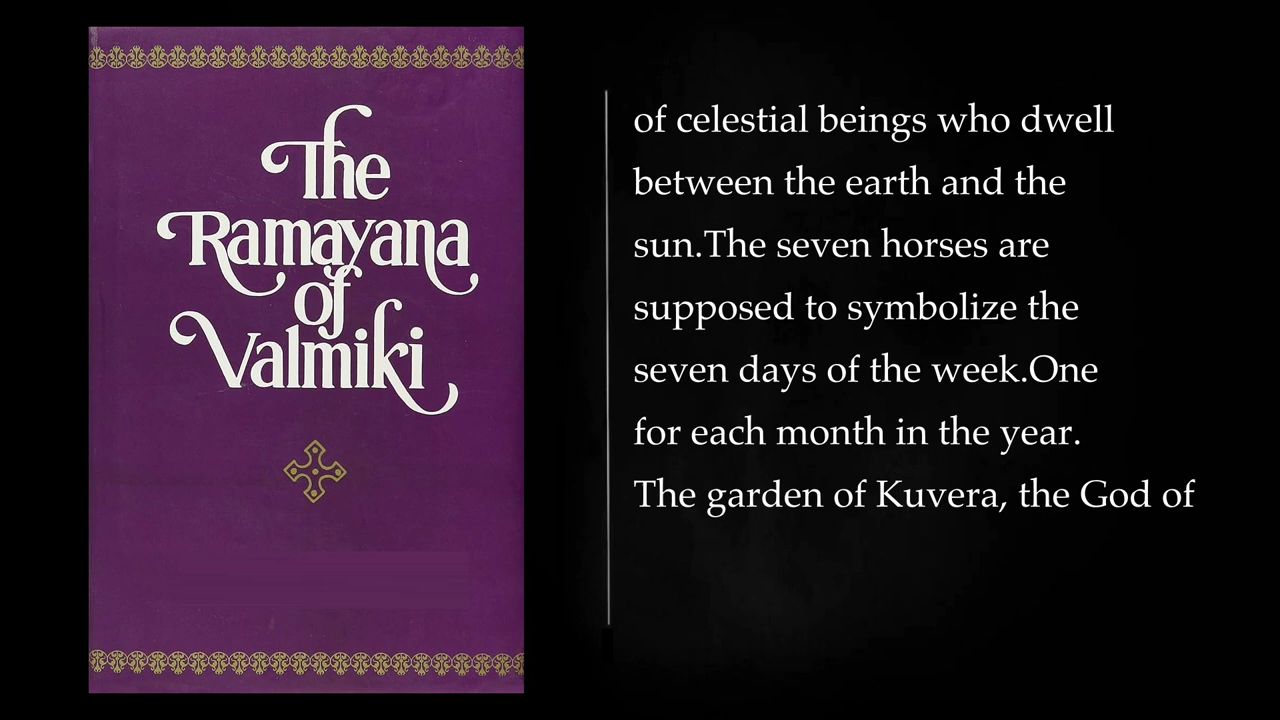 The
Ramayana
of
Valmiki
of celestial beings who dwell
between the earth and the
sun.The seven horses are
supposed to symbolize the
seven days of the week.One
for each month in the year.
The garden of Kuvera, the God of